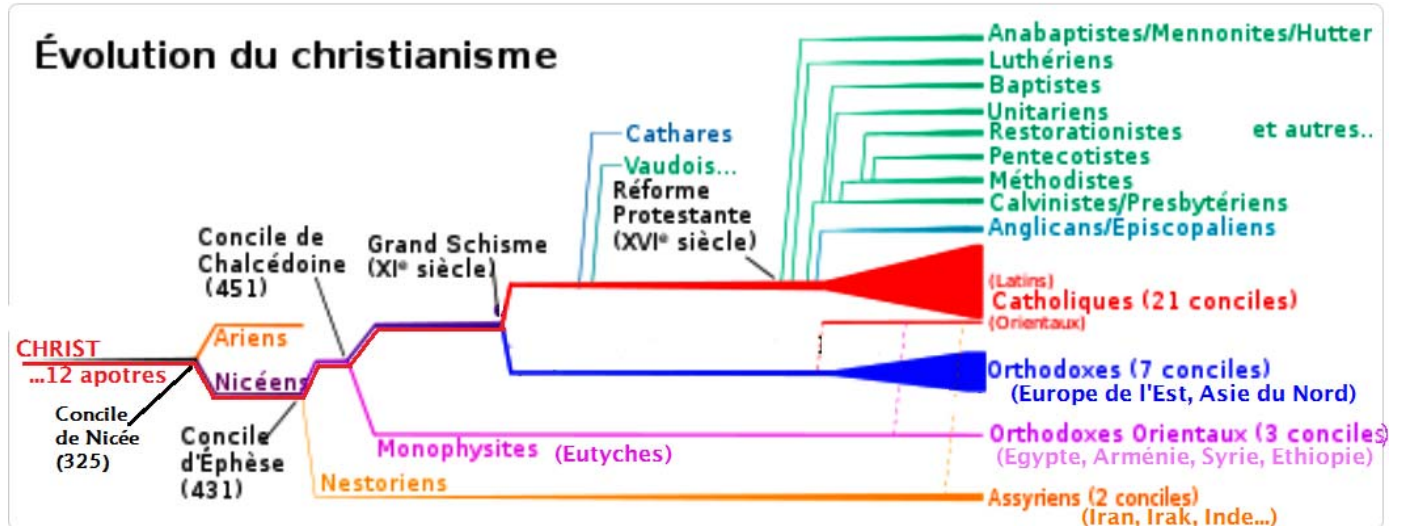 Évolution du christianisme
Anabaptistes/Mennonites/Hutter
Luthériens
Baptistes
Unitariens
Restorationistes
et autres..
Pentecotistes
Méthodistes
Calvinistes/Presbytériens
Anglicans/Episcopaliens
Cathares
Vaudois...
Réforme
Protestante
(XVIe siècle)
Grand Schisme
(XIe siècle)
Concile de
Chalcédoine
(451)
(Latins)
Catholiques (21 conciles)
(Orientaux)
Ariens
CHRIST
...12 apotres
Nicéens
Concile
de Nicée
(325)
Concile
d'Éphèse
(431)
Orthodoxes (7 conciles)
(Europe de l'Est, Asie du Nord)
Monophysites (Eutyches)
Orthodoxes Orientaux (3 conciles)
(Egypte, Arménie, Syrie, Ethiopie)
Nestoriens
Assyriens (2 conciles)
(Iran, Irak, Inde...)